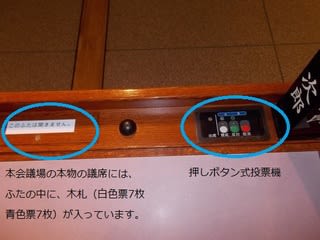 このふたは開きません。
次郎
本会議場の本物の議席には、
ふたの中に、木札（白色票7枚
青色票7枚）が入っています。
押しボタン式投票機